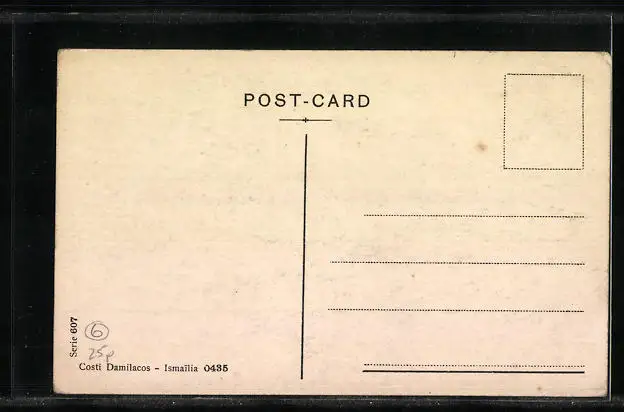 POST-CARD
Serie 607
6
25p
Costi Damilacos - Ismaïlia 0435